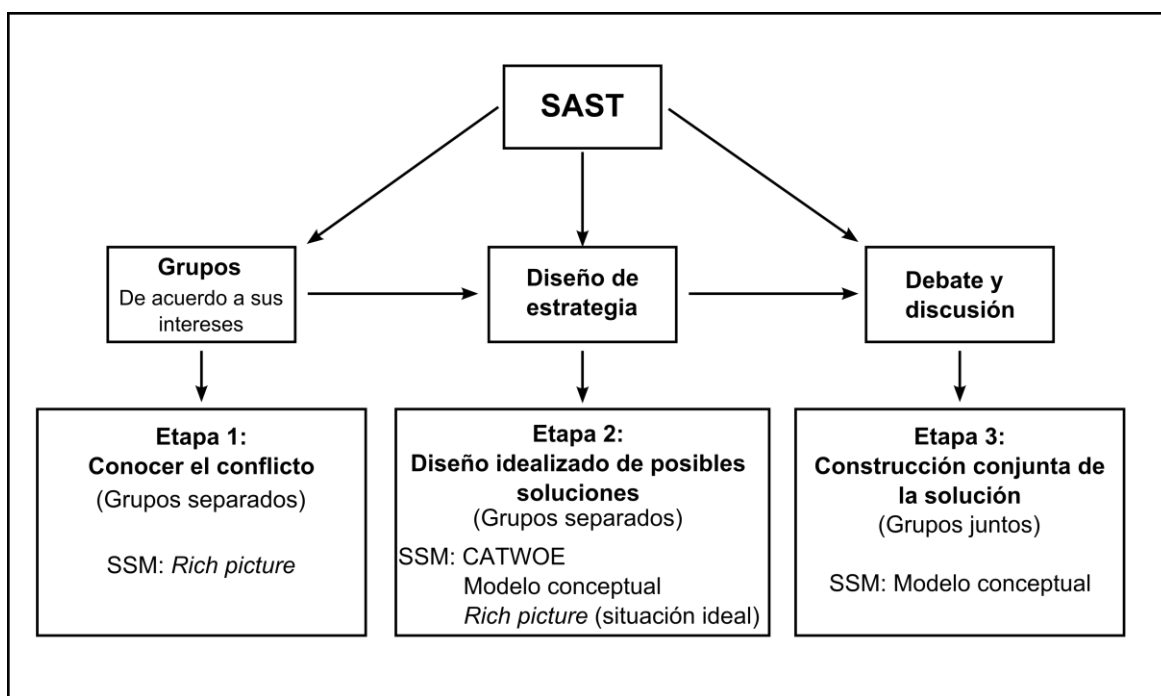 SAST
Grupos
De acuerdo a sus
intereses
Diseño de
estrategia
Debate y
discusión
Etapa 1:
Conocer el conflicto
(Grupos separados)
SSM: Rich picture
Etapa 2:
Diseño idealizado de posibles
soluciones
(Grupos separados)
SSM: CATWOE
Modelo conceptual
Rich picture (situación ideal)
Etapa 3:
Construcción conjunta de
la solución
(Grupos juntos)
SSM: Modelo conceptual